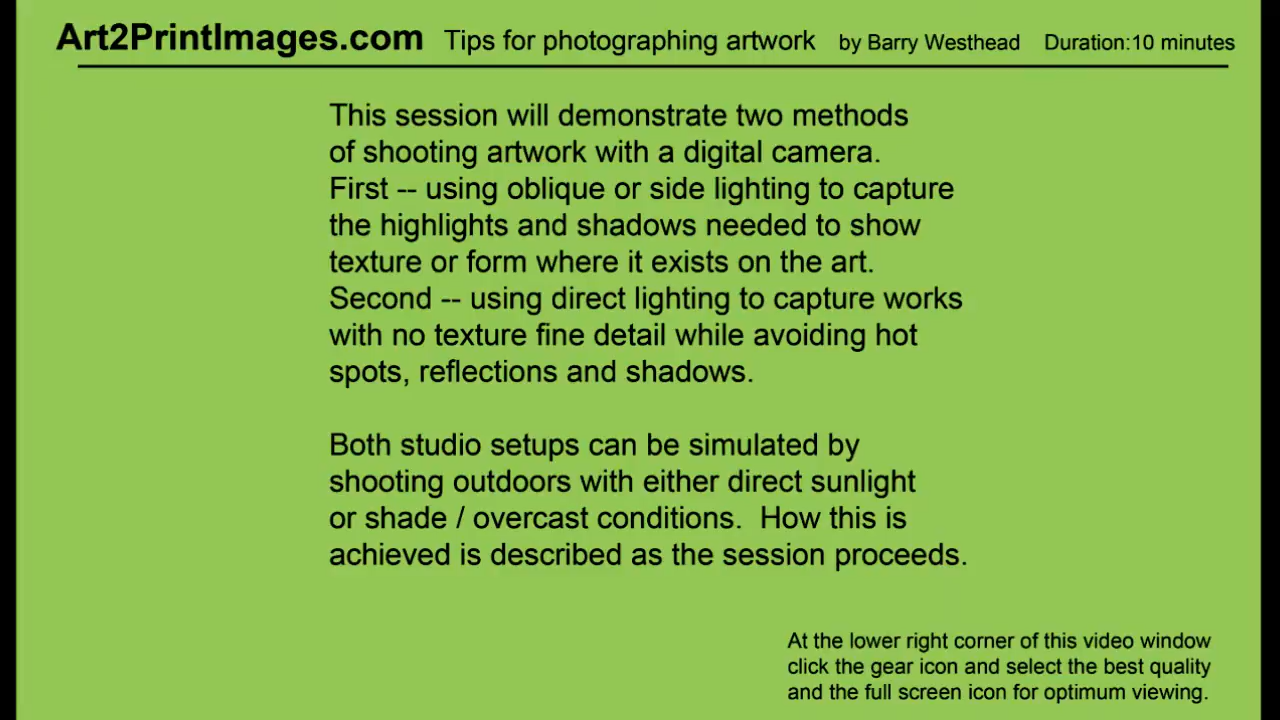 Art2PrintImages.com Tips for photographing artwork by Barry Westhead Duration:10 minutes
This session will demonstrate two methods
of shooting artwork with a digital camera.
First -- using oblique or side lighting to capture
the highlights and shadows needed to show
texture or form where it exists on the art.
Second -- using direct lighting to capture works
with no texture fine detail while avoiding hot
spots, reflections and shadows.
Both studio setups can be simulated by
shooting outdoors with either direct sunlight
or shade / overcast conditions.  How this is
achieved is described as the session proceeds.
At the lower right corner of this video window
click the gear icon and select the best quality
and the full screen icon for optimum viewing.